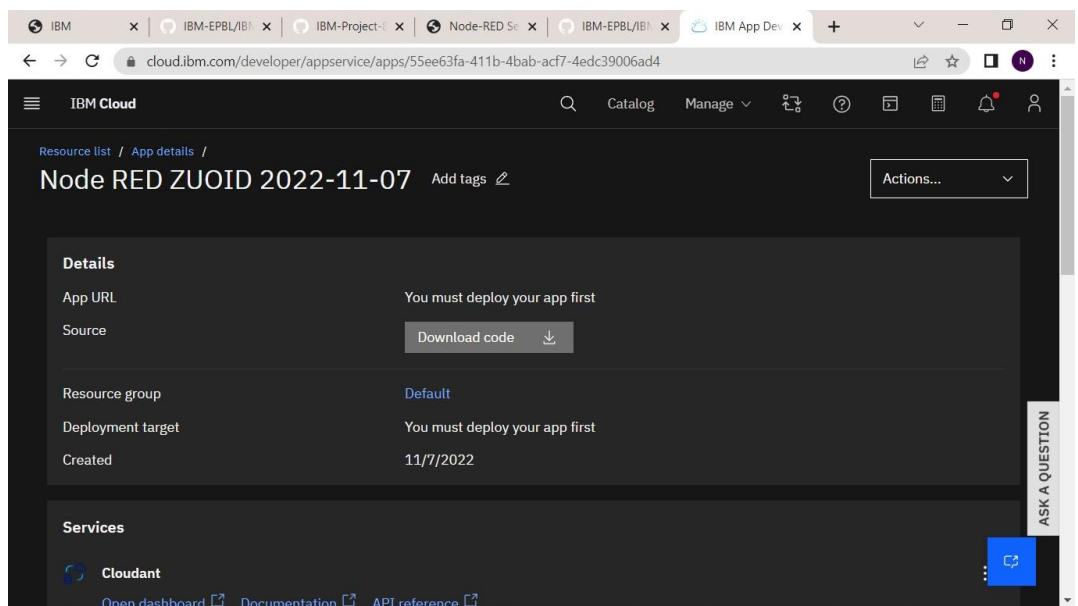 IBM
IBM-EPBL/IBM
IBM-Project-
Node-RED Se
IBM-EPBL/IBM
IBM App Dev
cloud.ibm.com/developer/appservice/apps/55ee63fa-411b-4bab-acf7-4edc39006ad4
N
IBM Cloud
Catalog
Manage
Resource list / App details /
Node RED ZUOID 2022-11-07
Add tags
Actions...
Details
App URL
You must deploy your app first
Source
Download code
Resource group
Default
Deployment target
You must deploy your app first
Created
11/7/2022
ASK A QUESTION
Services
Cloudant
Open dashboard
Documentation
API reference